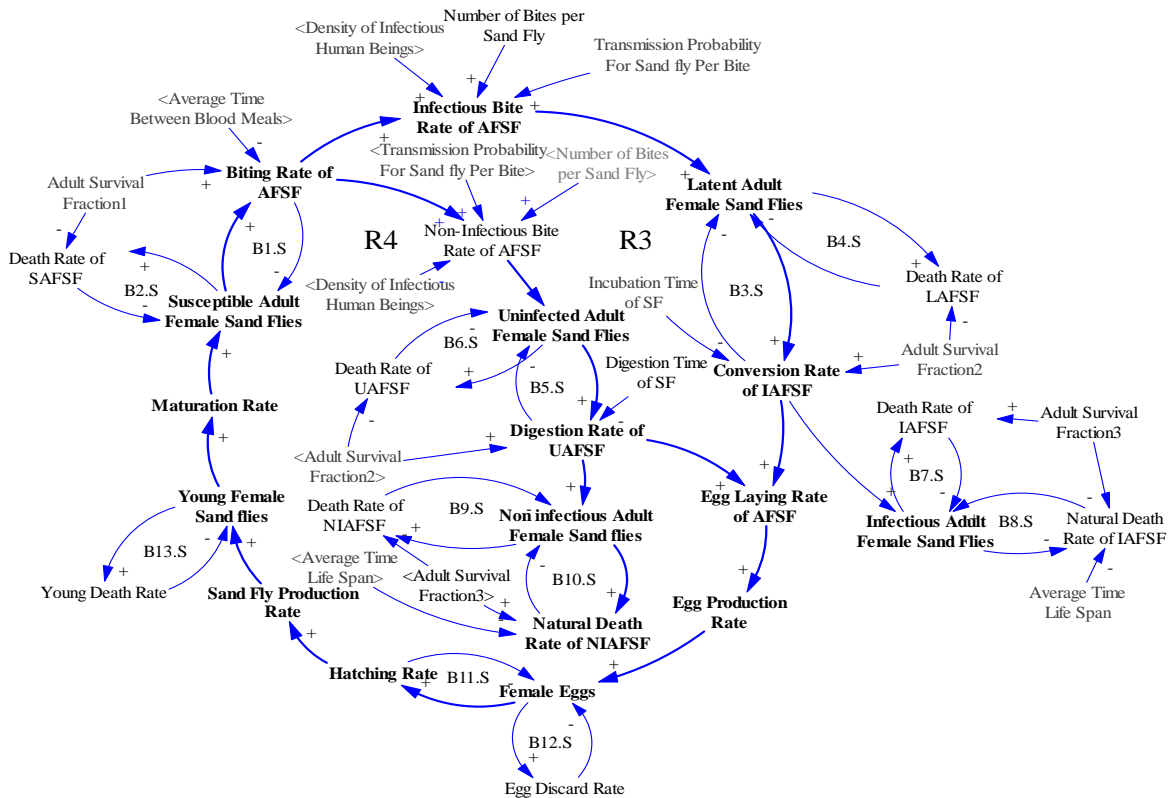 <Density of Infectious
Human Beings>
Number of Bites per
Sand Fly
Transmission Probability
For Sand fly Per Bite
+
+
+
<Average Time
Between Blood Meals>
-
Infectious Bite
Rate of AFSF
+
+
<Transmission Probability
For Sand fly Per Bite>
<Number of Bites
per Sand Fly>
Adult Survival
Fraction1
+
Biting Rate of
AFSF
+
Latent Adult
Female Sand Flies
-
+
+
+
+
Non-Infectious Bite
Rate of AFSF
-
-
Death Rate of
SAFSF
+
B1.S
R4
R3
B4.S
+
+
B2.S
-
-
-
<Density of Infectious
Human Beings>
Incubation Time
of SF
Death Rate of
LAFSF
Susceptible Adult
Female Sand Flies
B3.S
Uninfected Adult
Female Sand Flies
-
-
B6.S
+
-
+
-
Digestion Time
of SF
Adult Survival
Fraction2
+
Death Rate of
UAFSF
+
-
B5.S
Conversion Rate
of IAFSF
Maturation Rate
-
+
-
Death Rate of
IAFSF
+
Adult Survival
Fraction3
+
Digestion Rate of
UAFSF
<Adult Survival
Fraction2>
+
+
B7.S
Young Female
Sand flies
Death Rate of
NIAFSF
B9.S
+
+
Egg Laying Rate
of AFSF
+
-
-
-
Non infectious Adult
Female Sand flies
Infectious Adult
Female Sand Flies
B8.S
Natural Death
Rate of IAFSF
B13.S
-
+
+
-
-
<Average Time
Life Span>
<Adult Survival
Fraction3>
-
B10.S
+
Young Death Rate
Sand Fly Production
Rate
+
+
-
+
Egg Production
Rate
Average Time
Life Span
Natural Death
Rate of NIAFSF
+
Hatching Rate
+
B11.S
-
Female Eggs
+
-
B12.S
+
Egg Discard Rate